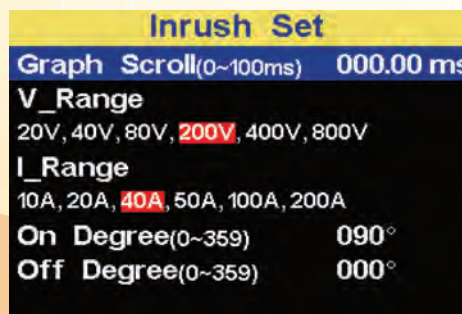 Inrush Set
Graph Scroll(0~100ms) 000.00 ms
V_Range
20V, 40V, 80V, 200V, 400V, 800V
I_Range
10A, 20A, 40A, 50A, 100A, 200A
On Degree(0~359) 090°
Off Degree(0~359) 000°